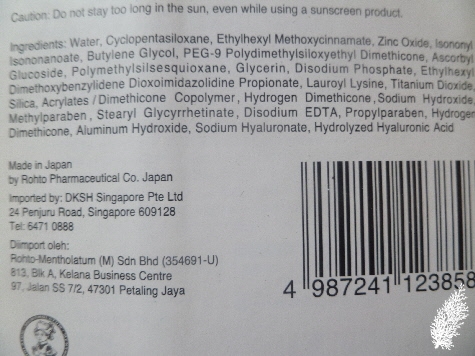 Caution: Do not stay too long in the sun, even while using a sunscreen product.
Ingredients: Water, Cyclopentasiloxane, Ethylhexyl Methoxycinnamate, Zinc Oxide, Isonony
Isononanoate, Butylene Glycol, PEG-9 Polydimethylsiloxyethyl Dimethicone, Ascorbyl
Glucoside, Polymethylsilsesquioxane, Glycerin, Disodium Phosphate, Ethylhexy
Dimethoxybenzylidene Dioxoimidazolidine Propionate, Lauroyl Lysine, Titanium Dioxide,
Silica, Acrylates / Dimethicone Copolymer, Hydrogen Dimethicone, Sodium Hydroxide
Methylparaben, Stearyl Glycyrrhetinate, Disodium EDTA, Propylparaben, Hydrogen
Dimethicone, Aluminum Hydroxide, Sodium Hyaluronate, Hydrolyzed Hyaluronic Acid
Made in Japan
by Rohto Pharmaceutical Co. Japan
Imported by: DKSH Singapore Pte Ltd
24 Penjuru Road, Singapore 609128
Tel: 6471 0888
Diimport oleh:
Rohto-Mentholatum (M) Sdn Bhd (354691-U)
813, Blk A, Kelana Business Centre
97, Jalan SS 7/2, 47301 Petaling Jaya
4 987241 123858